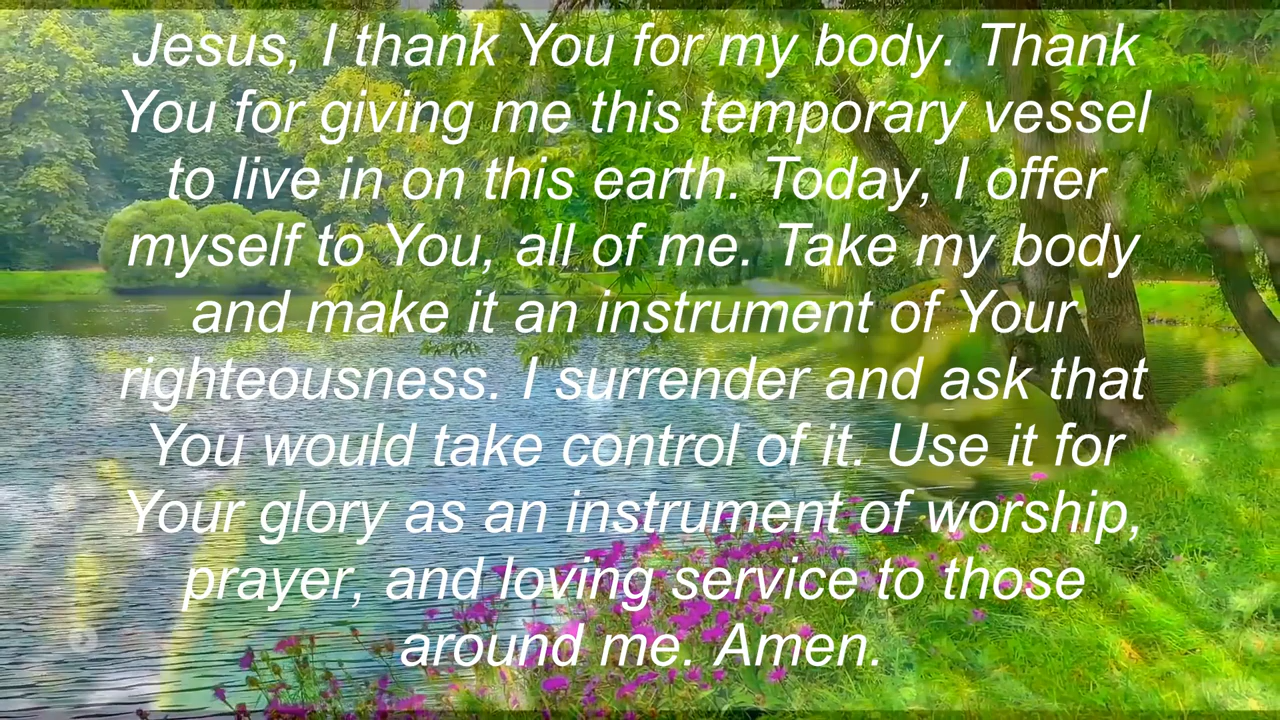 Jesus, I thank You for my body. Thank
You for giving me this temporary vessel
to live in on this earth. Today, I offer
myself to You, all of me. Take my body
and make it an instrument of Your
righteousness. I surrender and ask that
You would take control of it. Use it for
Your glory as an instrument of worship,
prayer, and loving service to those
around me. Amen.